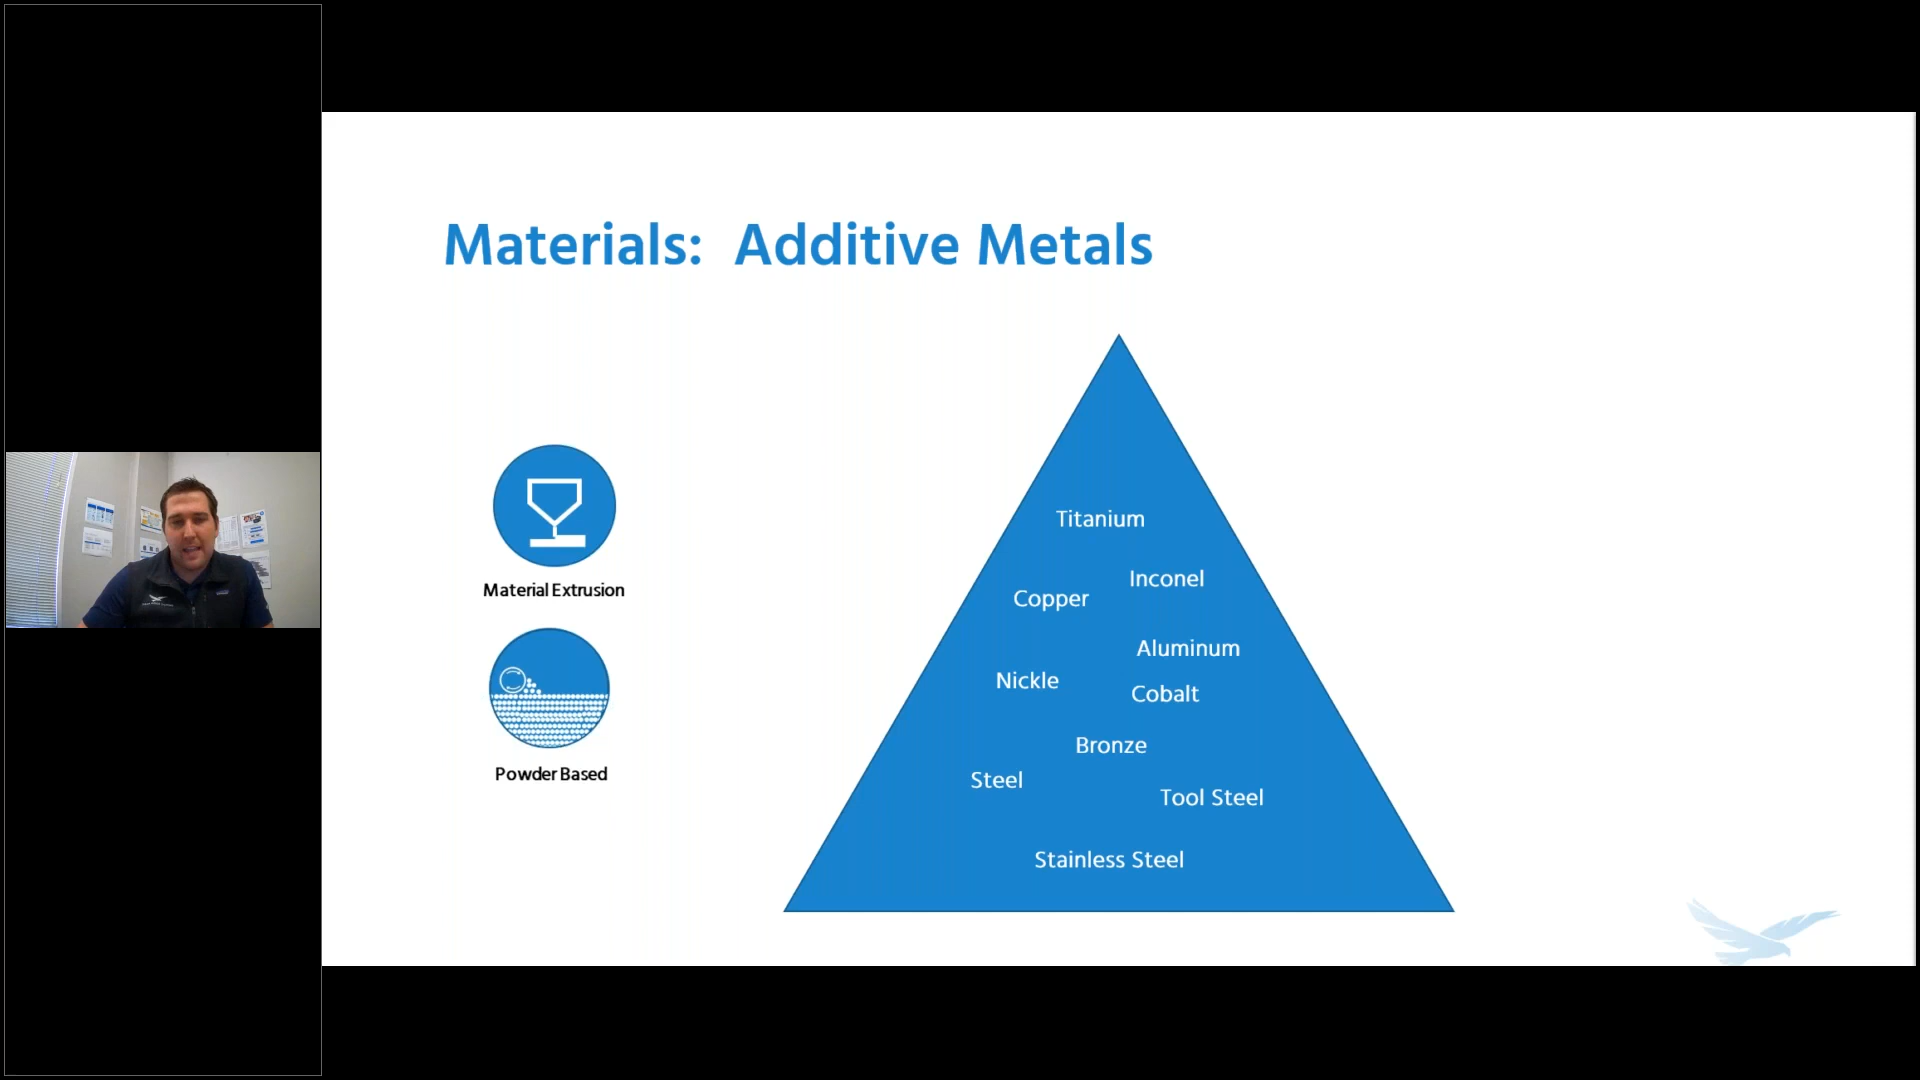 Materials: Additive Metals
Material Extrusion
Powder Based
Titanium
Inconel
Copper
Aluminum
Nickle
Cobalt
Bronze
Steel
Tool Steel
Stainless Steel